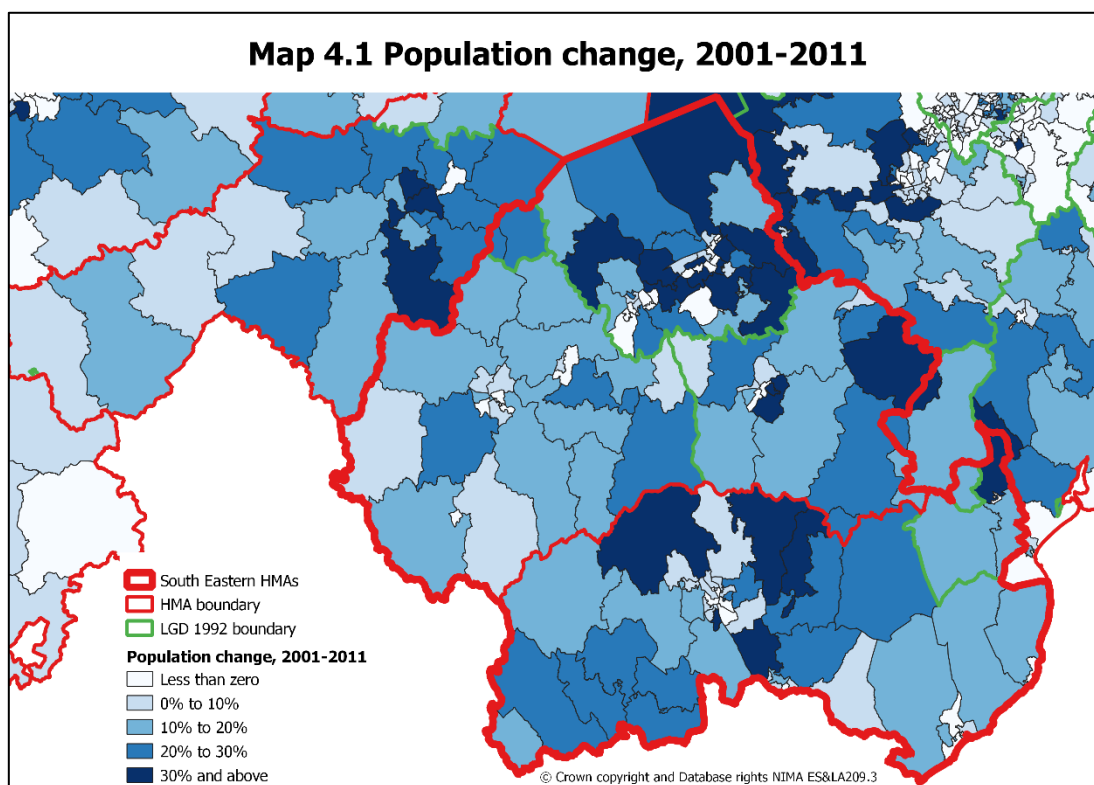 Map 4.1 Population change, 2001-2011
South Eastern HMAs
HMA boundary
LGD 1992 boundary
Population change, 2001-2011
Less than zero
0% to 10%
10% to 20%
20% to 30%
30% and above
© Crown copyright and Database rights NIMA ES&LA209.3